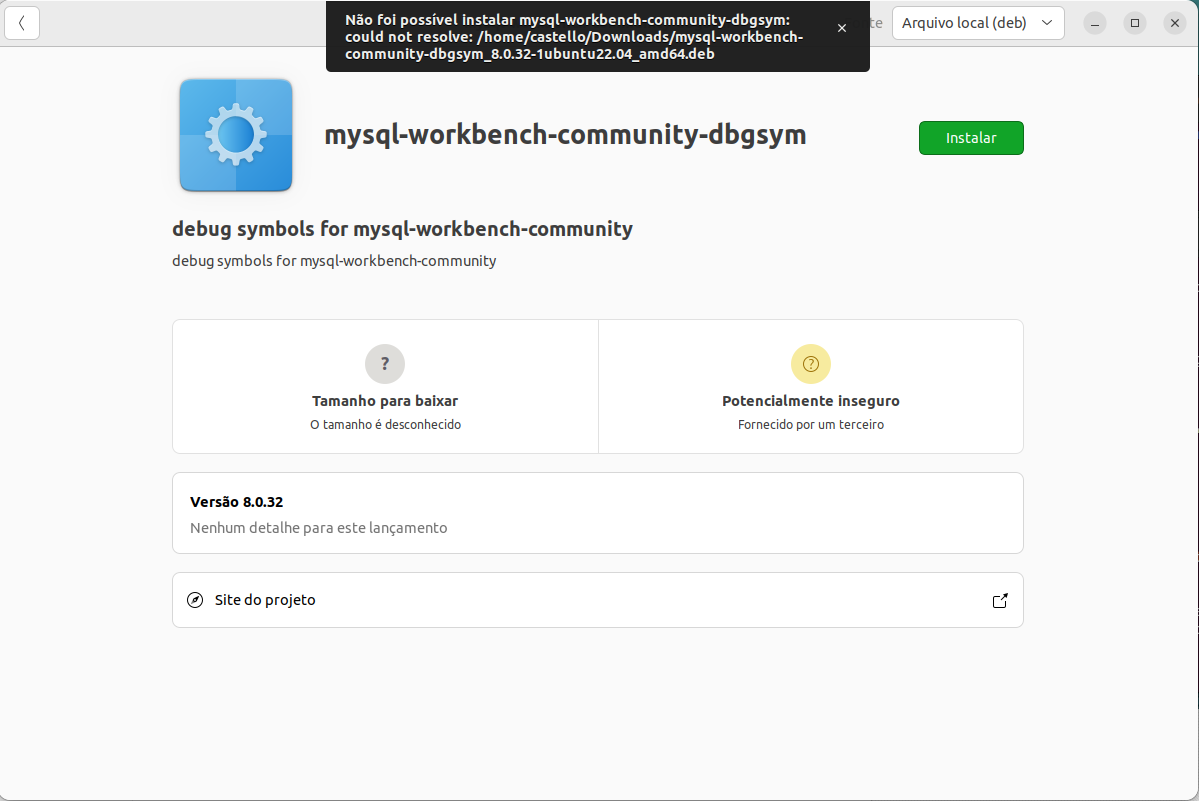 Não foi possível instalar mysql-workbench-community-dbgsym:
could not resolve: /home/castello/Downloads/mysql-workbench-
community-dbgsym_8.0.32-1ubuntu22.04_amd64.deb
Arquivo local (deb)
mysql-workbench-community-dbgsym
Instalar
debug symbols for mysql-workbench-community
debug symbols for mysql-workbench-community
?
?
Tamanho para baixar
Potencialmente inseguro
O tamanho é desconhecido
Fornecido por um terceiro
Versão 8.0.32
Nenhum detalhe para este lançamento
Site do projeto